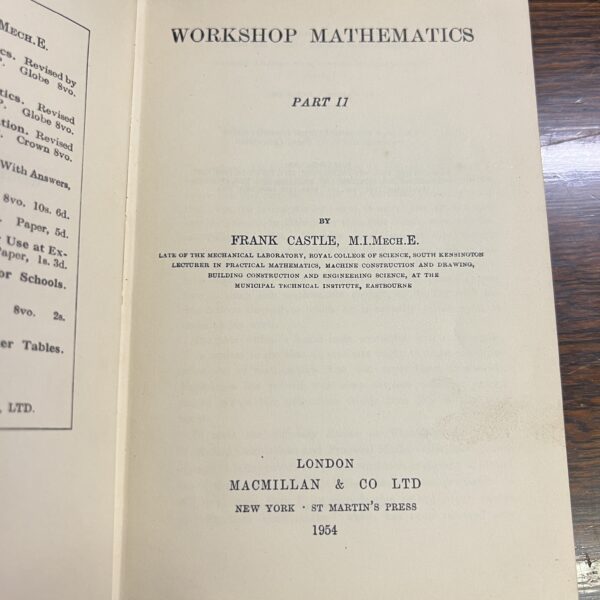 Mech.E.
cs. Revised by
P. Globe 8vo.
tics. Revised
P. Globe 8vo.
tion. Revised
Crown 8vo.
With Answers,
8vo. 10s. 6d.
Paper, 5d.
Use at Ex-
Paper, 1s. 3d.
or Schools.
8vo. 2s.
er Tables.
, LTD.
WORKSHOP MATHEMATICS
PART II
BY
FRANK CASTLE, M.I.Mech.E.
LATE OF THE MECHANICAL LABORATORY, ROYAL COLLEGE OF SCIENCE, SOUTH KENSINGTON
LECTURER IN PRACTICAL MATHEMATICS, MACHINE CONSTRUCTION AND DRAWING,
BUILDING CONSTRUCTION AND ENGINEERING SCIENCE, AT THE
MUNICIPAL TECHNICAL INSTITUTE, EASTBOURNE
LONDON
MACMILLAN & CO LTD
NEW YORK · ST MARTIN'S PRESS
1954